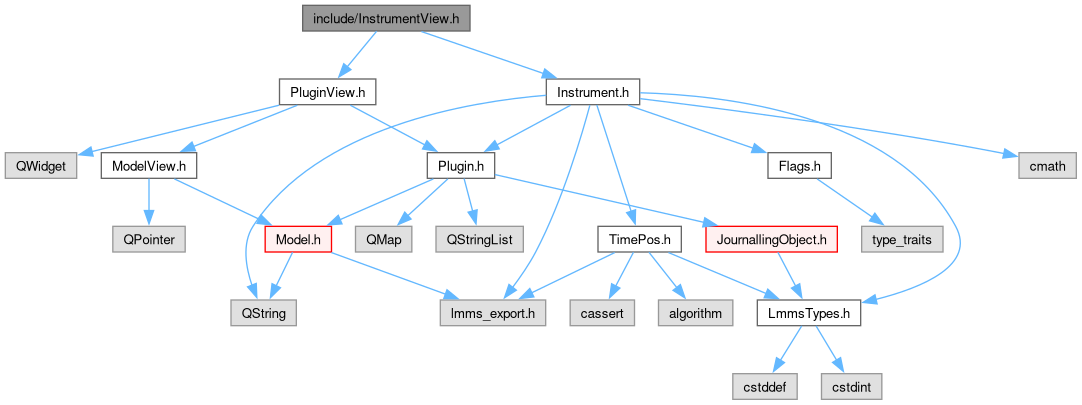 include/InstrumentView.h
PluginView.h
Instrument.h
QWidget
ModelView.h
Plugin.h
Flags.h
cmath
QPointer
Model.h
QMap
QStringList
TimePos.h
JournallingObject.h
type_traits
QString
lmms_export.h
cassert
algorithm
LmmsTypes.h
cstddef
cstdint